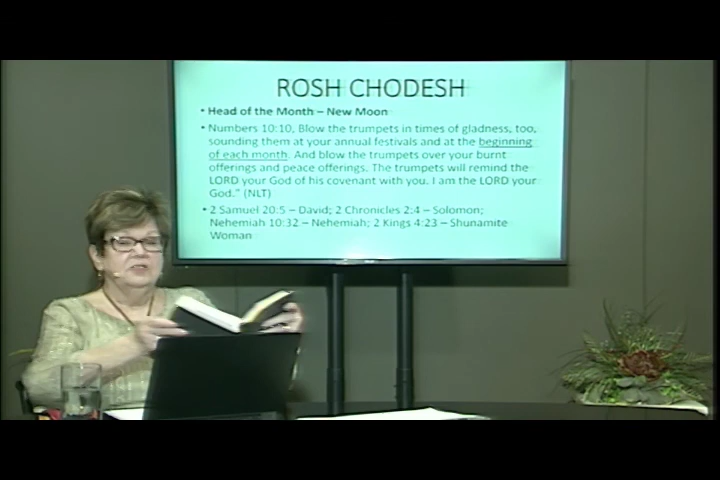 ROSH CHODESH
• Head of the Month – New Moon
• Numbers 10:10, Blow the trumpets in times of gladness, too,
sounding them at your annual festivals and at the beginning
of each month. And blow the trumpets over your burnt
offerings and peace offerings. The trumpets will remind the
LORD your God of his covenant with you. I am the LORD your
God." (NLT)
• 2 Samuel 20:5 – David; 2 Chronicles 2:4 – Solomon;
Nehemiah 10:32 – Nehemiah; 2 Kings 4:23 – Shunamite
Woman